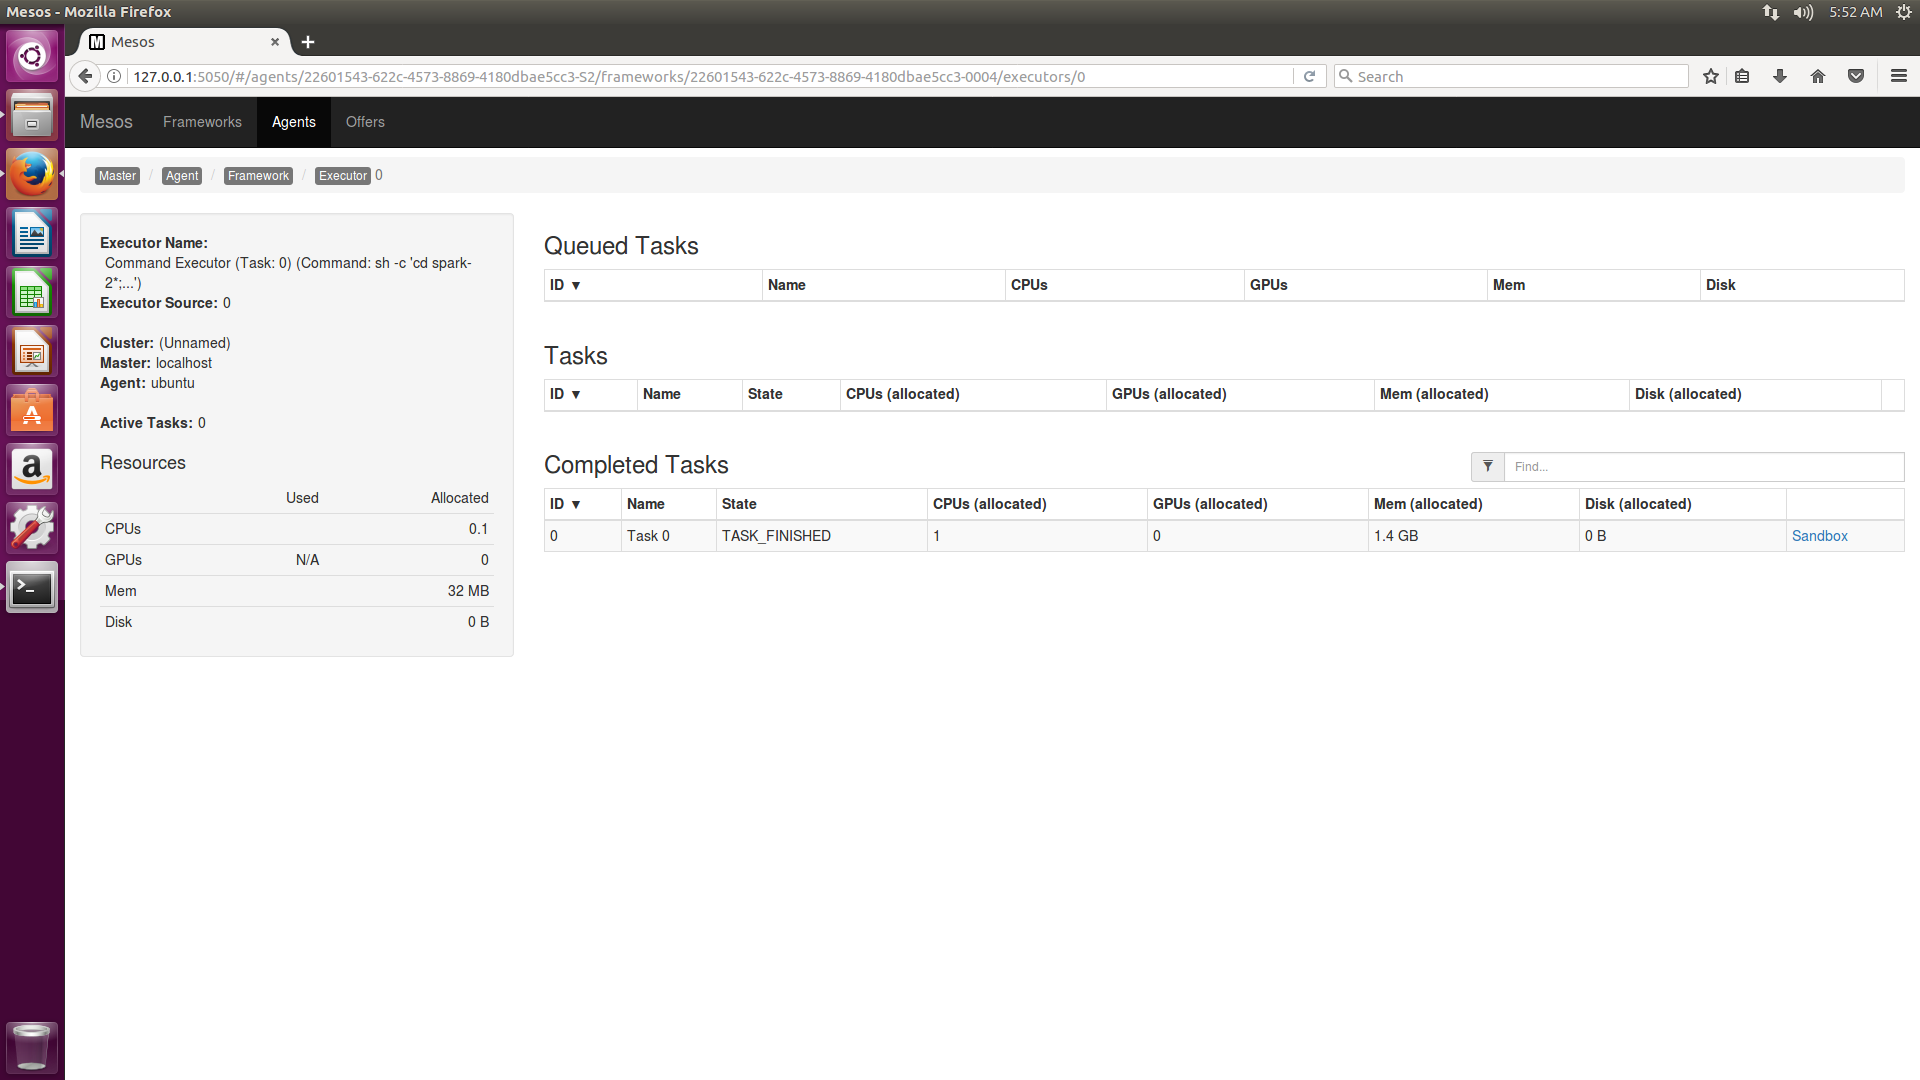 Mesos - Mozilla Firefox
5:52 AM
Mesos
127.0.0.1:5050/#/agents/22601543-622c-4573-8869-4180dbae5cc3-S2/frameworks/22601543-622c-4573-8869-4180dbae5cc3-0004/executors/0
Search
Mesos Frameworks Agents Offers
Master / Agent / Framework / Executor 0
Executor Name:
Command Executor (Task: 0) (Command: sh -c 'cd spark-
2*;...')
Executor Source: 0
Cluster: (Unnamed)
Master: localhost
Agent: ubuntu
Active Tasks: 0
Resources
Used Allocated
CPUs 0.1
GPUs N/A 0
Mem 32 MB
Disk 0 B
Queued Tasks
ID ▼ Name CPUs GPUs Mem Disk
Tasks
ID ▼ Name State CPUs (allocated) GPUs (allocated) Mem (allocated) Disk (allocated)
Completed Tasks
Find...
ID ▼ Name State CPUs (allocated) GPUs (allocated) Mem (allocated) Disk (allocated)
0 Task 0 TASK_FINISHED 1 0 1.4 GB 0 B Sandbox